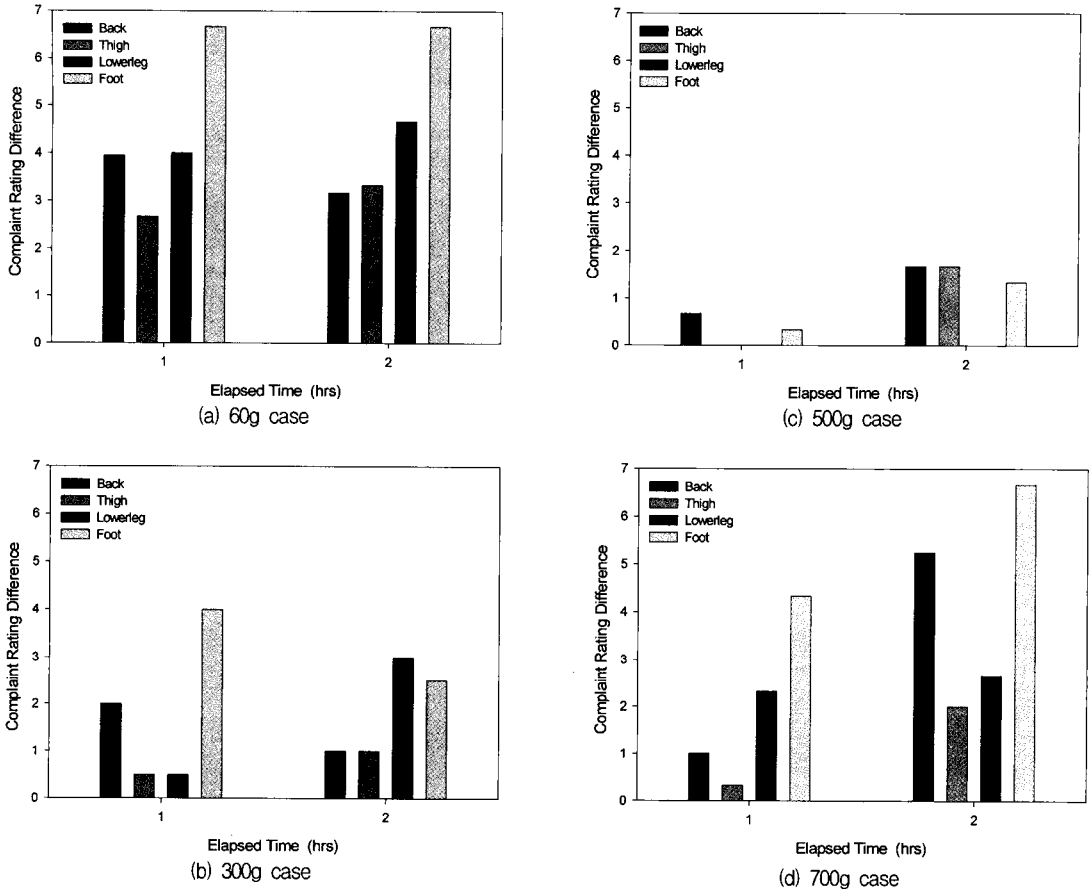 7
6
5
4
3
2
1
0
Complaint Rating Difference
Back
Thigh
Lowerleg
Foot
1 2
Elapsed Time (hrs)
(a) 60g case
7
6
5
4
3
2
1
0
Complaint Rating Difference
Back
Thigh
Lowerleg
Foot
1 2
Elapsed Time (hrs)
(c) 500g case
7
6
5
4
3
2
1
0
Complaint Rating Difference
Back
Thigh
Lowerleg
Foot
1 2
Elapsed Time (hrs)
(b) 300g case
7
6
5
4
3
2
1
0
Complaint Rating Difference
Back
Thigh
Lowerleg
Foot
1 2
Elapsed Time (hrs)
(d) 700g case